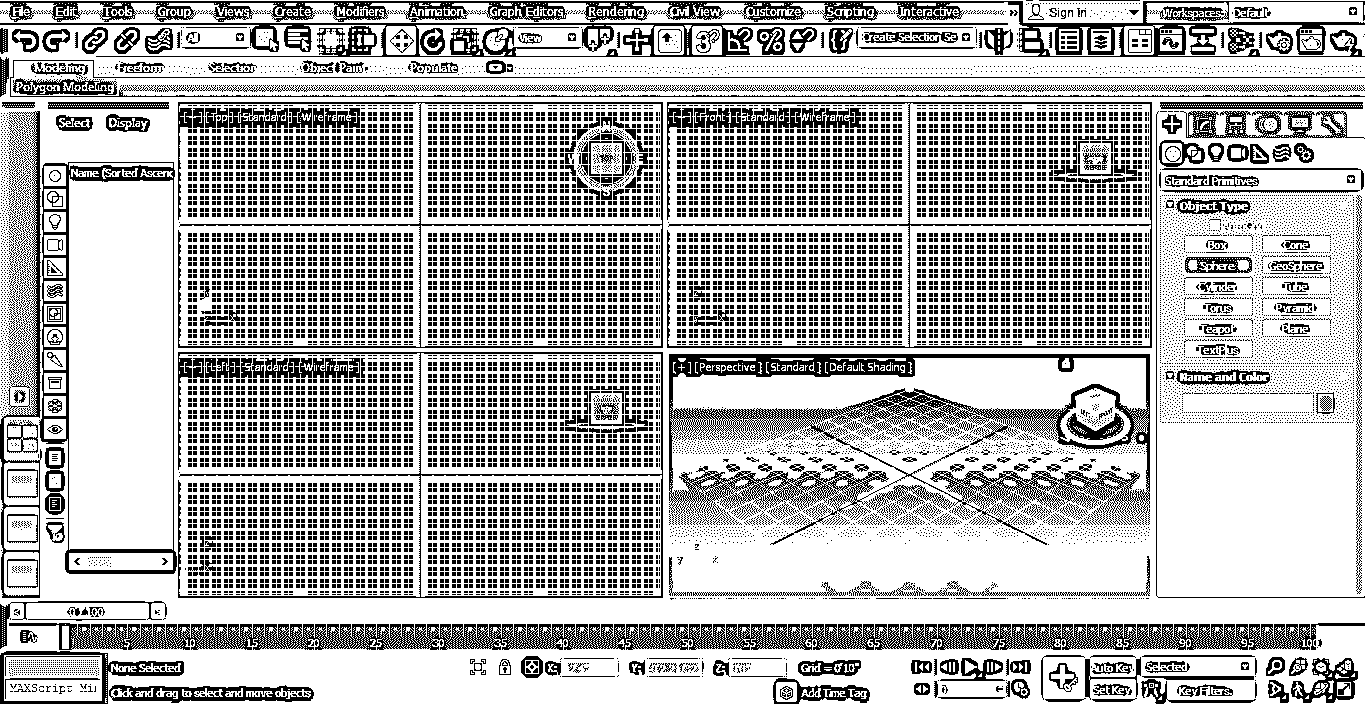 File Edit Tools Group Views Create Modifiers Animation Graph Editors Rendering Civil View Customize Scripting Interactive Sign In Workspaces: Default
All View Create Selection Se
Modeling Freeform Selection Object Paint Populate
Polygon Modeling
Select Display
Name (Sorted Ascend
[+] [Top] [Standard] [Wireframe]
[+] [Front] [Standard] [Wireframe]
[+] [Left] [Standard] [Wireframe]
[+] [Perspective] [Standard] [Default Shading]
Standard Primitives
Object Type
Box Cone
Sphere GeoSphere
Cylinder Tube
Torus Pyramid
Teapot Plane
TextPlus
Name and Color
0 / 100
5 10 15 20 25 30 35 40 45 50 55 60 65 70 75 80 85 90 95 100
None Selected X: Y: Z: Grid = 0'10" Auto Key Selected
MAXScript Mi
Click and drag to select and move objects Add Time Tag 0 Set Key Key Filters...